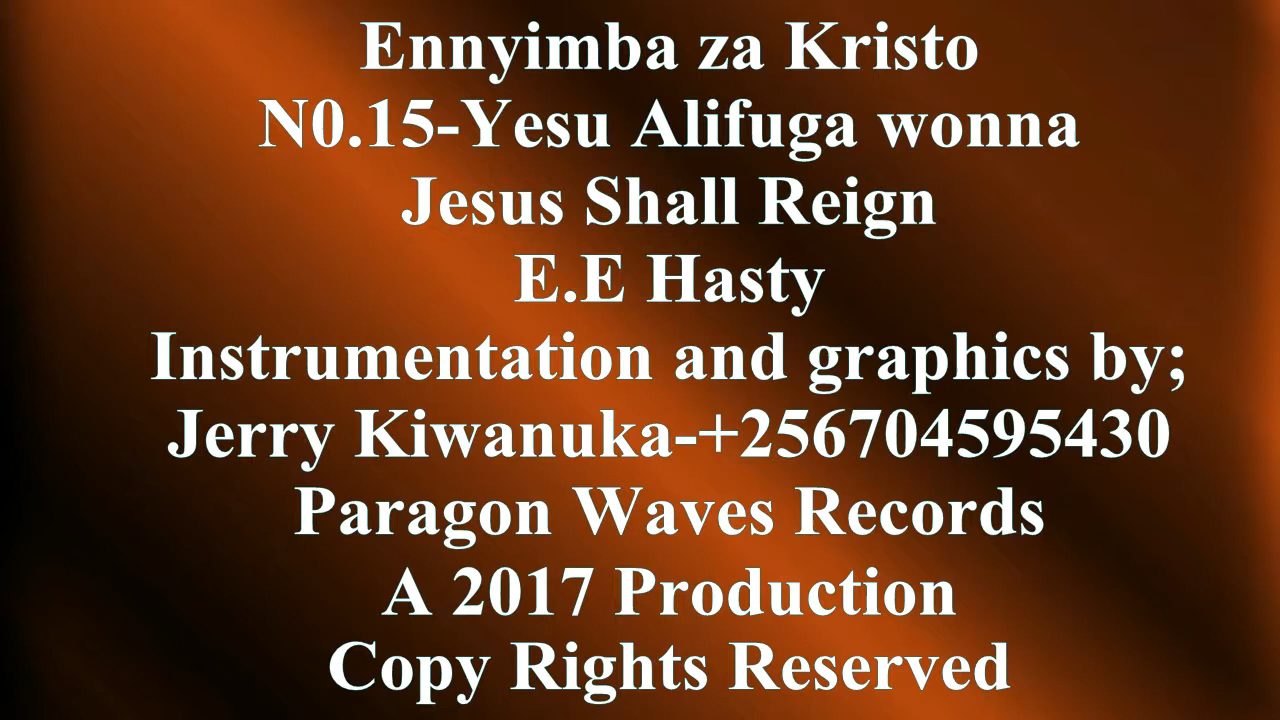 Ennyimba za Kristo
N0.15-Yesu Alifuga wonna
Jesus Shall Reign
E.E Hasty
Instrumentation and graphics by;
Jerry Kiwanuka-+256704595430
Paragon Waves Records
A 2017 Production
Copy Rights Reserved